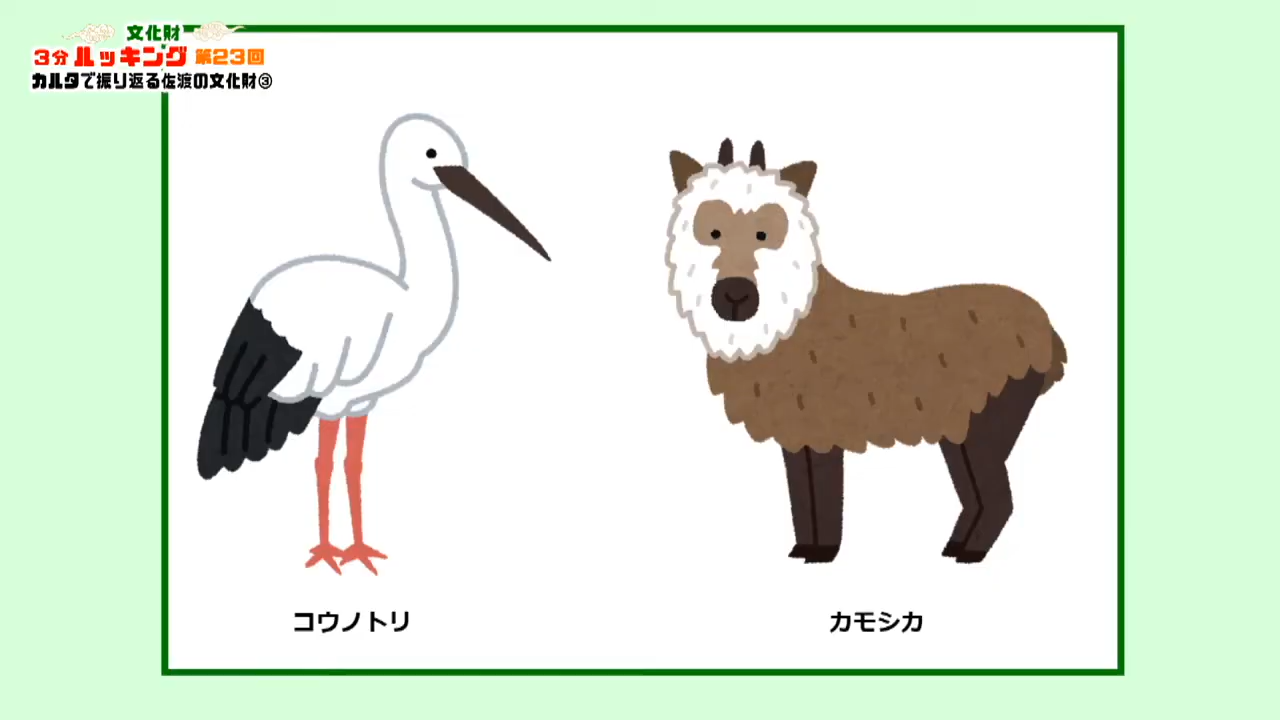 文化財
3分ルッキング 第23回
カルタで振り返る佐渡の文化財③
コウノトリ
カモシカ